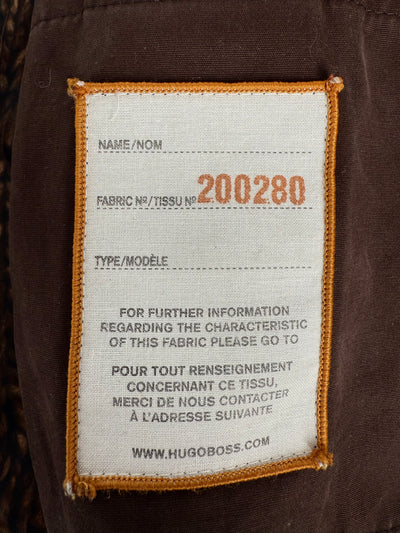 NAME/NOM
FABRIC Nº/TISSU Nº 200280
TYPE/MODÈLE
FOR FURTHER INFORMATION
REGARDING THE CHARACTERISTIC
OF THIS FABRIC PLEASE GO TO
POUR TOUT RENSEIGNEMENT
CONCERNANT CE TISSU,
MERCI DE NOUS CONTACTER
À L'ADRESSE SUIVANTE
WWW.HUGOBOSS.COM